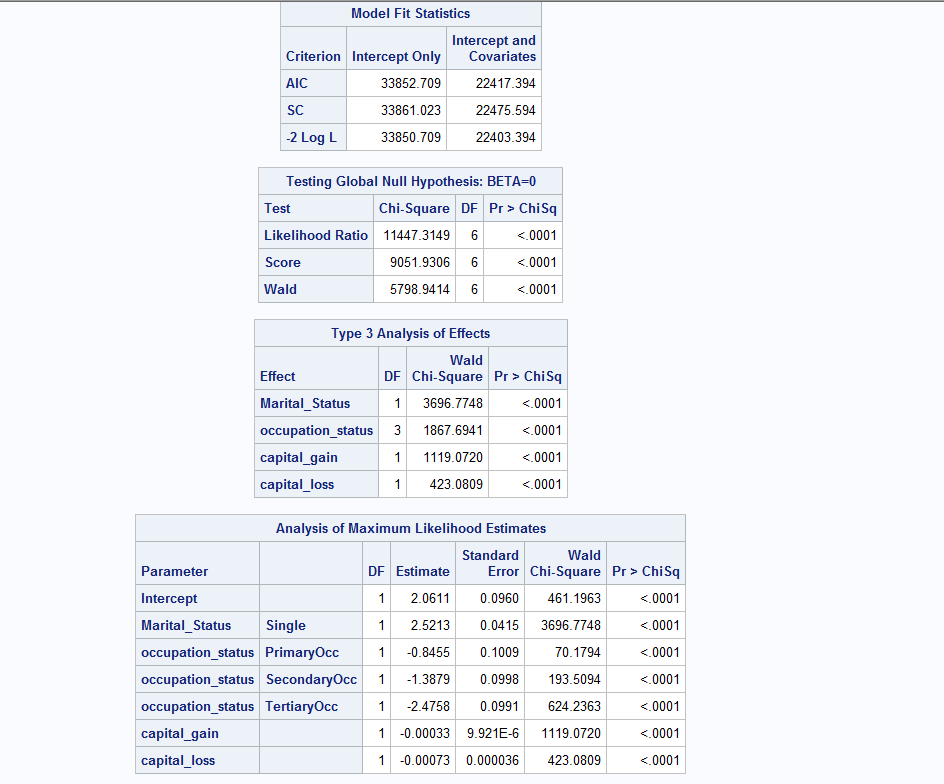 Model Fit Statistics
Criterion Intercept Only Intercept and Covariates
AIC 33852.709 22417.394
SC 33861.023 22475.594
-2 Log L 33850.709 22403.394
Testing Global Null Hypothesis: BETA=0
Test Chi-Square DF Pr > ChiSq
Likelihood Ratio 11447.3149 6 <.0001
Score 9051.9306 6 <.0001
Wald 5798.9414 6 <.0001
Type 3 Analysis of Effects
Effect DF Wald Chi-Square Pr > ChiSq
Marital_Status 1 3696.7748 <.0001
occupation_status 3 1867.6941 <.0001
capital_gain 1 1119.0720 <.0001
capital_loss 1 423.0809 <.0001
Analysis of Maximum Likelihood Estimates
Parameter DF Estimate Standard Error Wald Chi-Square Pr > ChiSq
Intercept 1 2.0611 0.0960 461.1963 <.0001
Marital_Status Single 1 2.5213 0.0415 3696.7748 <.0001
occupation_status PrimaryOcc 1 -0.8455 0.1009 70.1794 <.0001
occupation_status SecondaryOcc 1 -1.3879 0.0998 193.5094 <.0001
occupation_status TertiaryOcc 1 -2.4758 0.0991 624.2363 <.0001
capital_gain 1 -0.00033 9.921E-6 1119.0720 <.0001
capital_loss 1 -0.00073 0.000036 423.0809 <.0001